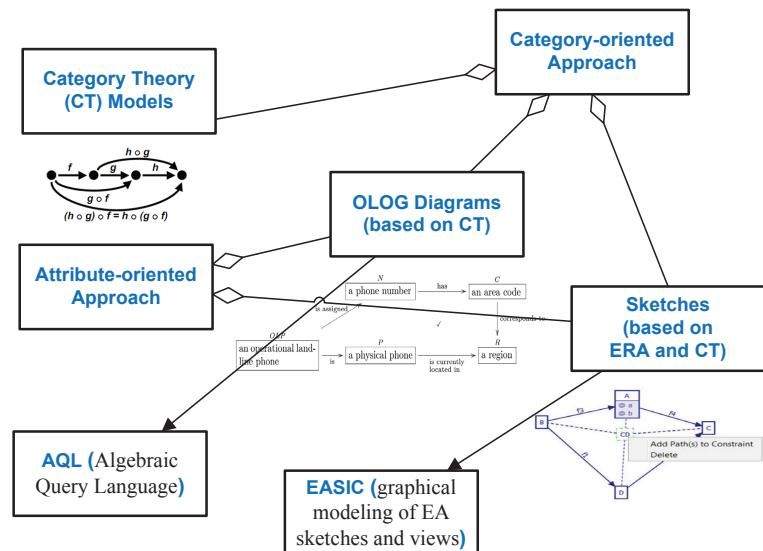 Category-oriented
Approach
Category Theory
(CT) Models
h o g
f
g
h
g o f
(h o g) o f = h o (g o f)
OLOG Diagrams
(based on CT)
Attribute-oriented
Approach
N
a phone number
has
C
an area code
is assigned
corresponds to
✓
OLP
an operational land-
line phone
is
P
a physical phone
is currently
located in
R
a region
Sketches
(based on
ERA and CT)
A
a
b
B
f3
f4
C
CD
Add Path(s) to Constraint
Delete
D
AQL (Algebraic
Query Language)
EASIC (graphical
modeling of EA
sketches and views)